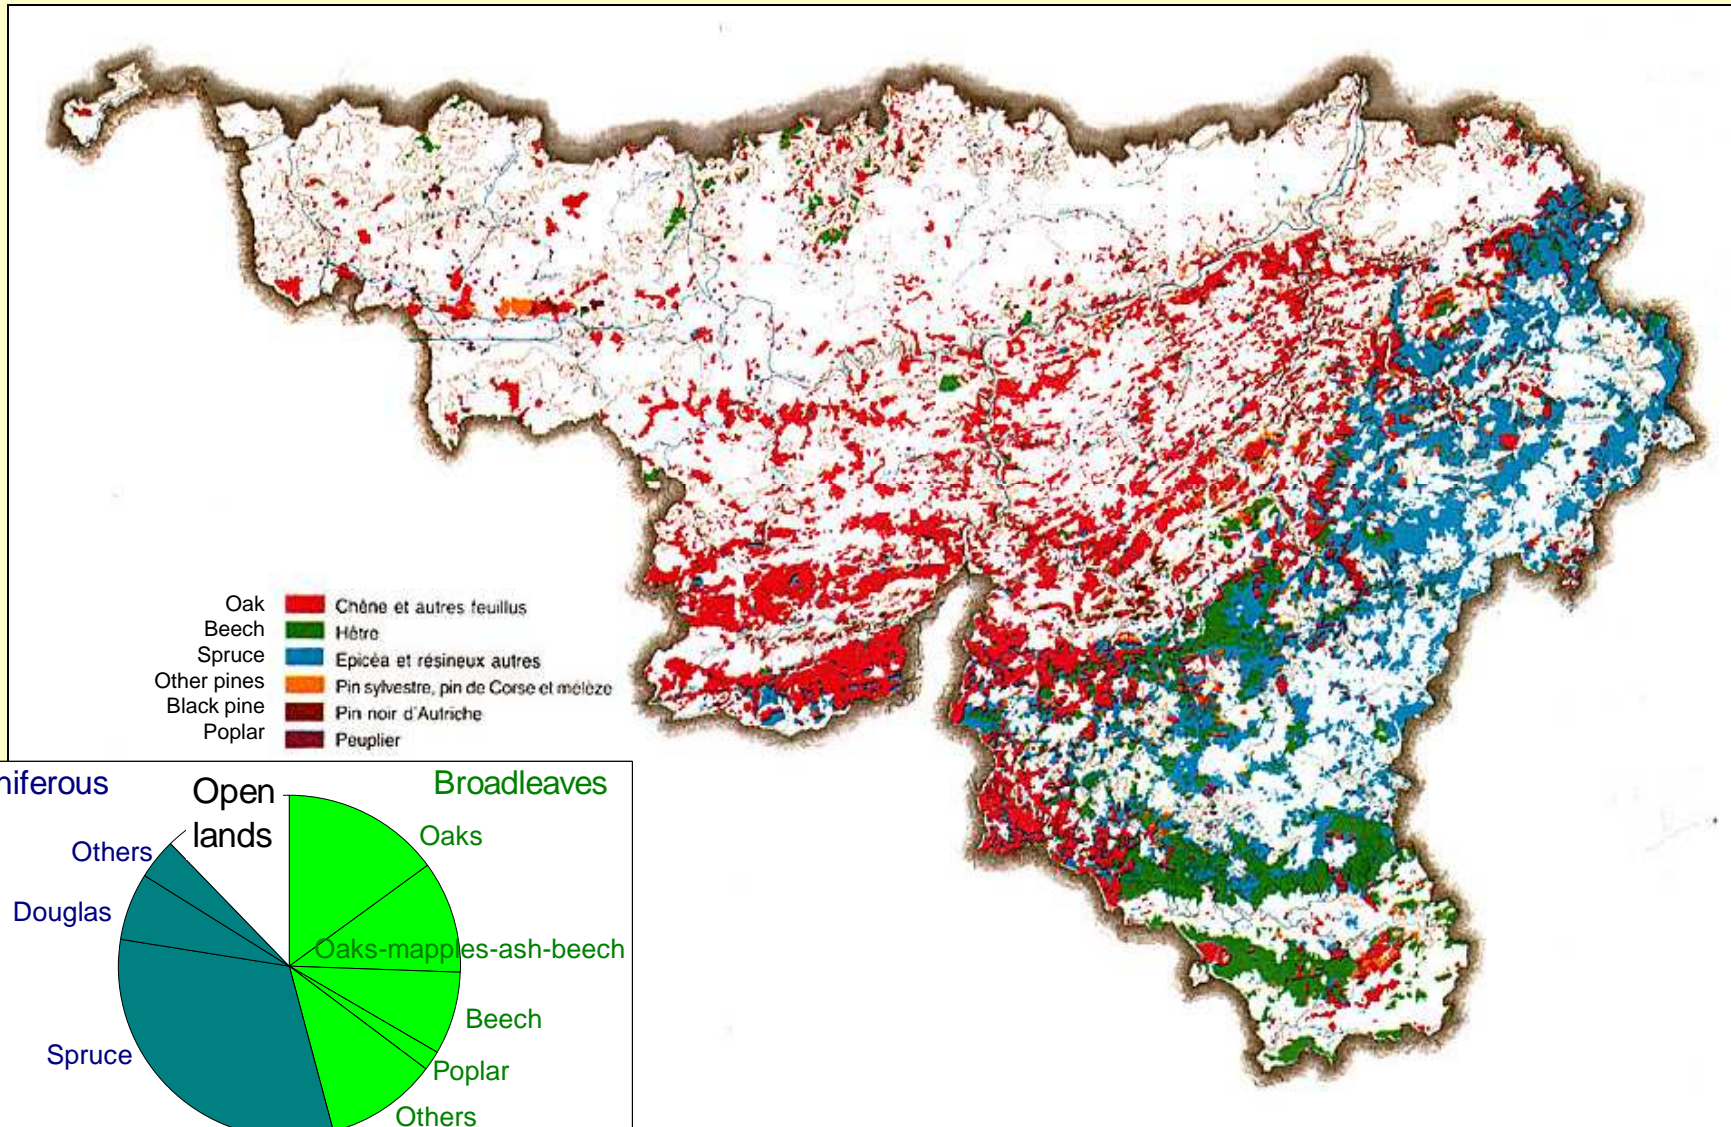 Oak Chêne et autres feuillus
Beech Hêtre
Spruce Epicéa et résineux autres
Other pines Pin sylvestre, pin de Corse et mélèze
Black pine Pin noir d'Autriche
Poplar Peuplier
niferous
Open
lands
Broadleaves
Oaks
Others
Douglas
Oaks-mapples-ash-beech
Beech
Spruce
Poplar
Others